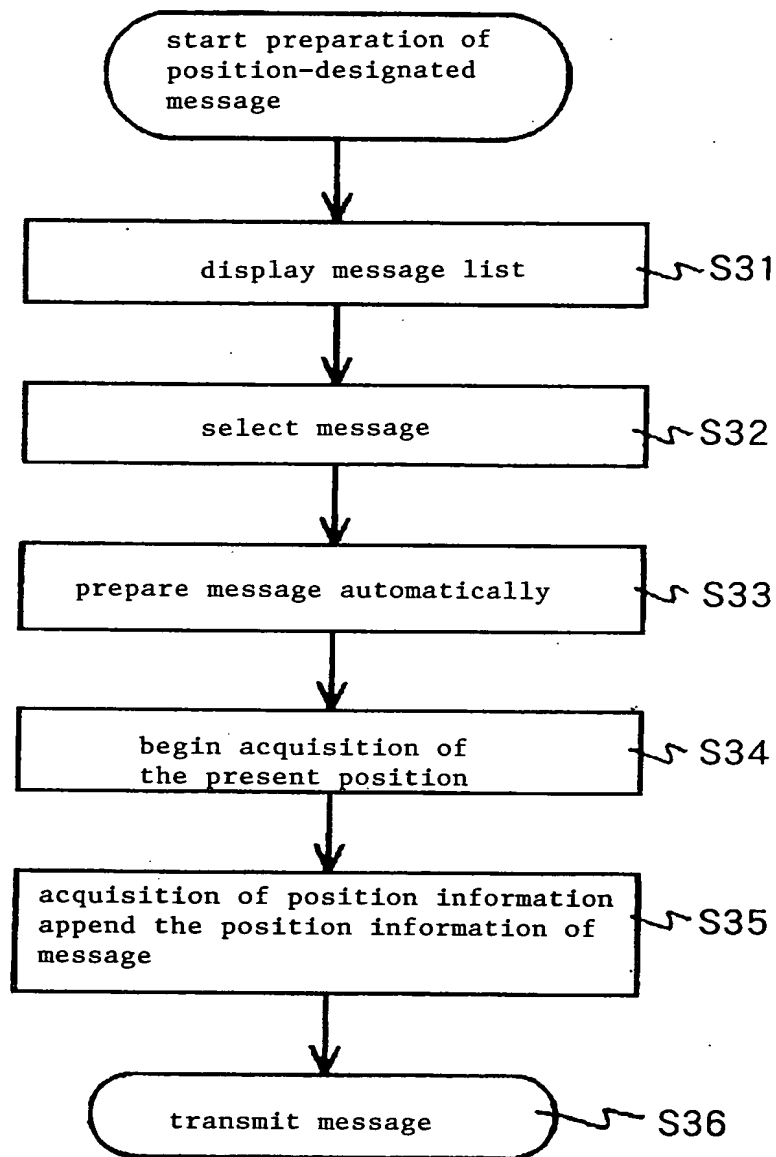 start preparation of
position-designated
message
display message list
S31
select message
S32
prepare message automatically
S33
begin acquisition of
the present position
S34
acquisition of position information
append the position information of
message
S35
transmit message
S36